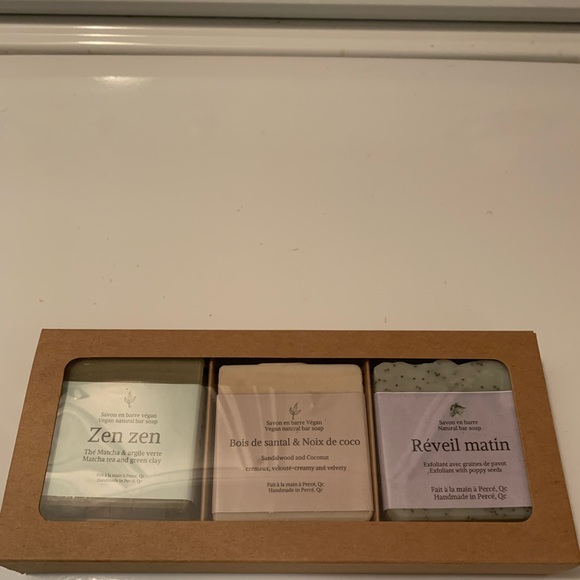 Savon en barre végan
Vegan natural bar soap
Zen zen
Thé Matcha & argile verte
Matcha tea and green clay
Fait à la main à Percé, Qc
Handmade in Percé, Qc
Savon en barre Végan
Vegan natural bar soap
Bois de santal & Noix de coco
Sandalwood and Coconut
crémeux, velouté-creamy and velvety
Fait à la main à Percé, Qc
Handmade in Percé, Qc
Savon en barre
Natural bar soap
Réveil matin
Exfoliant avec graines de pavot
Exfoliant with poppy seeds
Fait à la main à Percé, Qc
Handmade in Percé, Qc